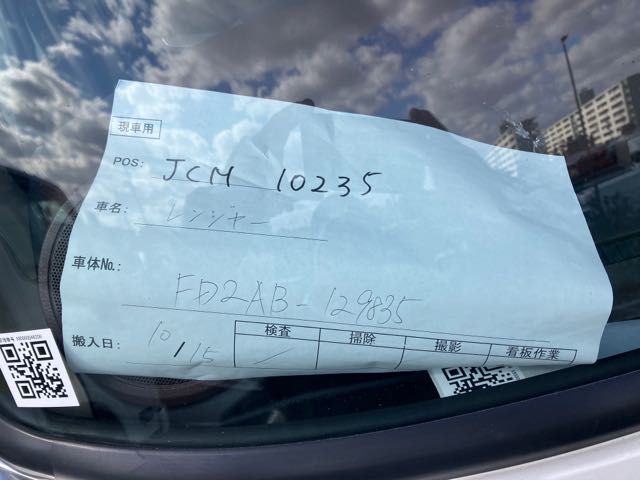 現車用
POS: JCM 10235
車名: レンジャー
車体No.: FD2AB-129835
搬入日: 10/15
検査 掃除 撮影 看板作業